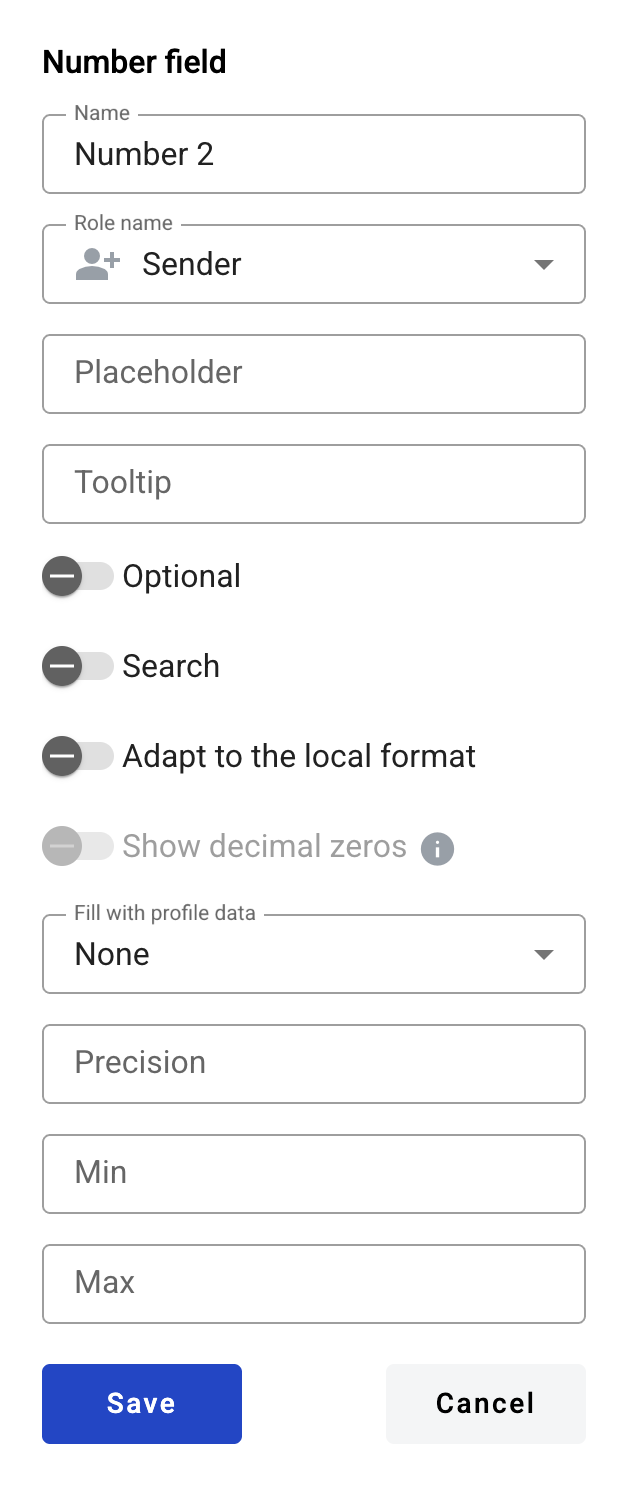 Number field
Name
Number 2
Role name
Sender
Placeholder
Tooltip
Optional
Search
Adapt to the local format
Show decimal zeros
Fill with profile data
None
Precision
Min
Max
Save
Cancel